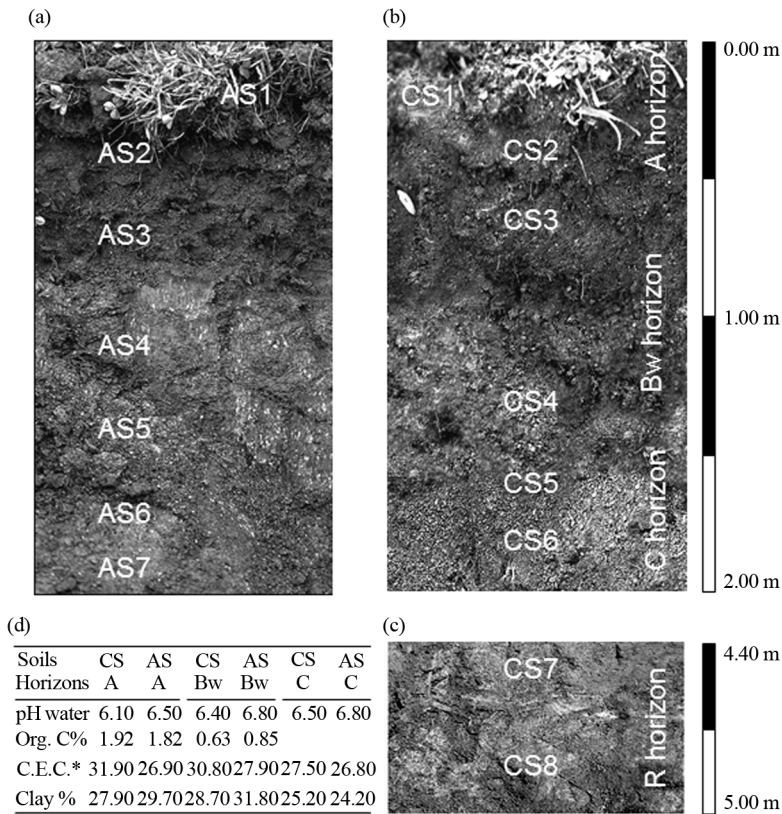 (a)
(b)
AS1
AS2
AS3
AS4
AS5
AS6
AS7
CS1
CS2
CS3
CS4
CS5
CS6
A horizon
Bw horizon
C horizon
0.00 m
1.00 m
2.00 m
(d)
Soils CS AS CS AS CS AS
Horizons A A Bw Bw C C
pH water 6.10 6.50 6.40 6.80 6.50 6.80
Org. C% 1.92 1.82 0.63 0.85
C.E.C.* 31.90 26.90 30.80 27.90 27.50 26.80
Clay % 27.90 29.70 28.70 31.80 25.20 24.20
(c)
CS7
CS8
R horizon
4.40 m
5.00 m